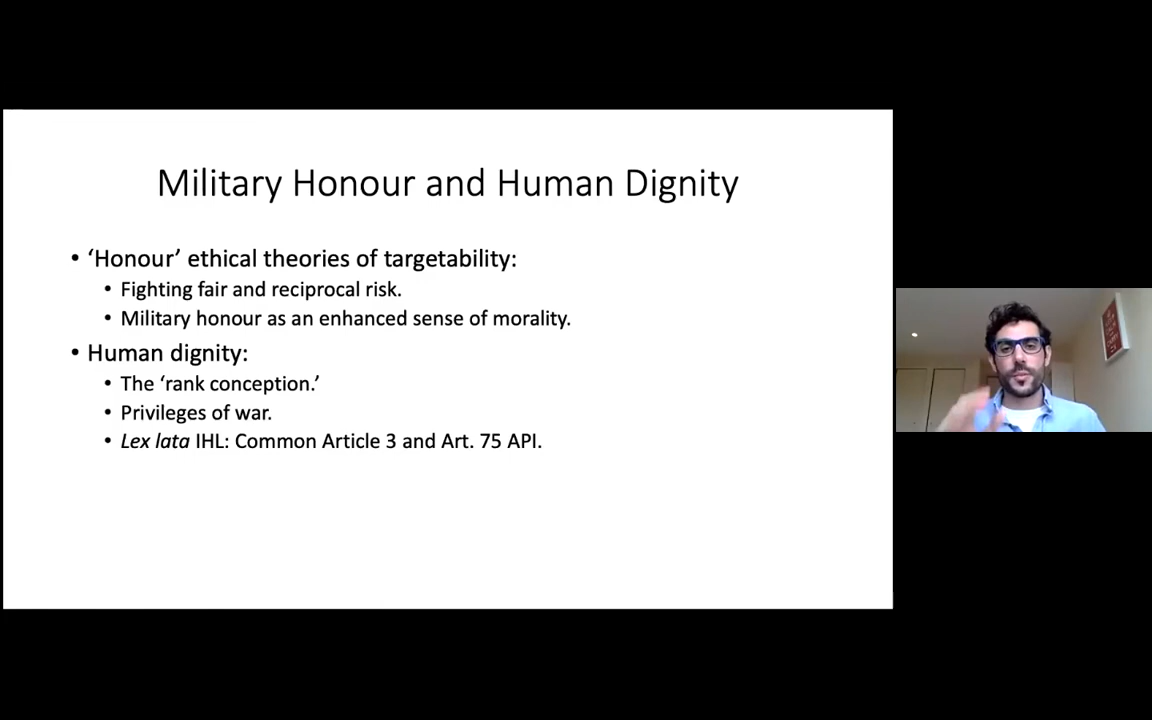 Military Honour and Human Dignity
• ‘Honour’ ethical theories of targetability:
• Fighting fair and reciprocal risk.
• Military honour as an enhanced sense of morality.
• Human dignity:
• The ‘rank conception.’
• Privileges of war.
• Lex lata IHL: Common Article 3 and Art. 75 API.